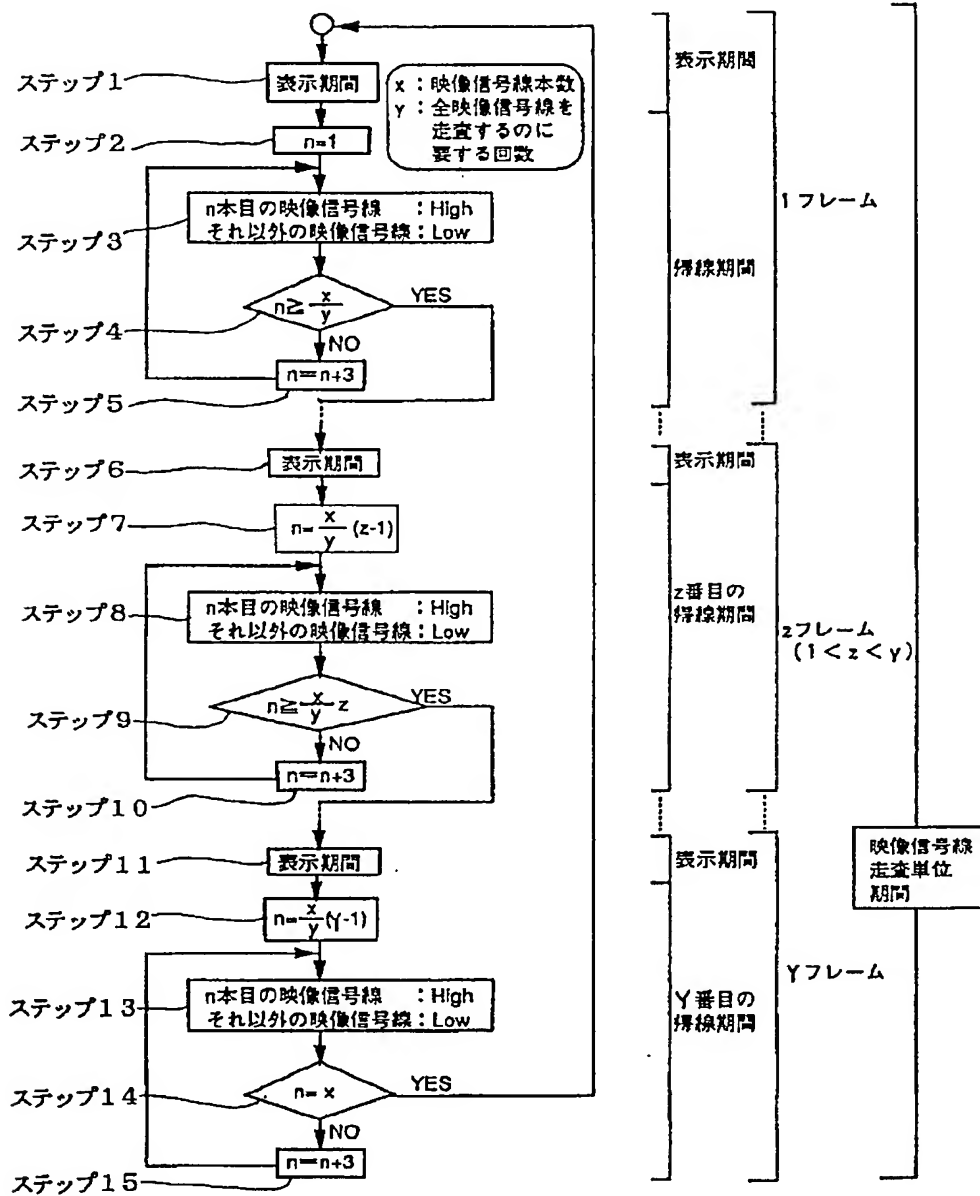 ステップ1
表示期間
x : 映像信号線本数
y : 全映像信号線を
走査するのに
要する回数
ステップ2
n=1
ステップ3
n本目の映像信号線 : High
それ以外の映像信号線 : Low
ステップ4
n≧x/y
YES
NO
ステップ5
n=n+3
ステップ6
表示期間
ステップ7
n=x/y (z-1)
ステップ8
n本目の映像信号線 : High
それ以外の映像信号線 : Low
ステップ9
n≧x/y z
YES
NO
ステップ10
n=n+3
ステップ11
表示期間
ステップ12
n=x/y(Y-1)
ステップ13
n本目の映像信号線 : High
それ以外の映像信号線 : Low
ステップ14
n=x
YES
NO
ステップ15
n=n+3
表示期間
帰線期間
1フレーム
表示期間
z番目の
帰線期間
zフレーム
(1<z<y)
表示期間
Y番目の
帰線期間
Yフレーム
映像信号線
走査単位
期間